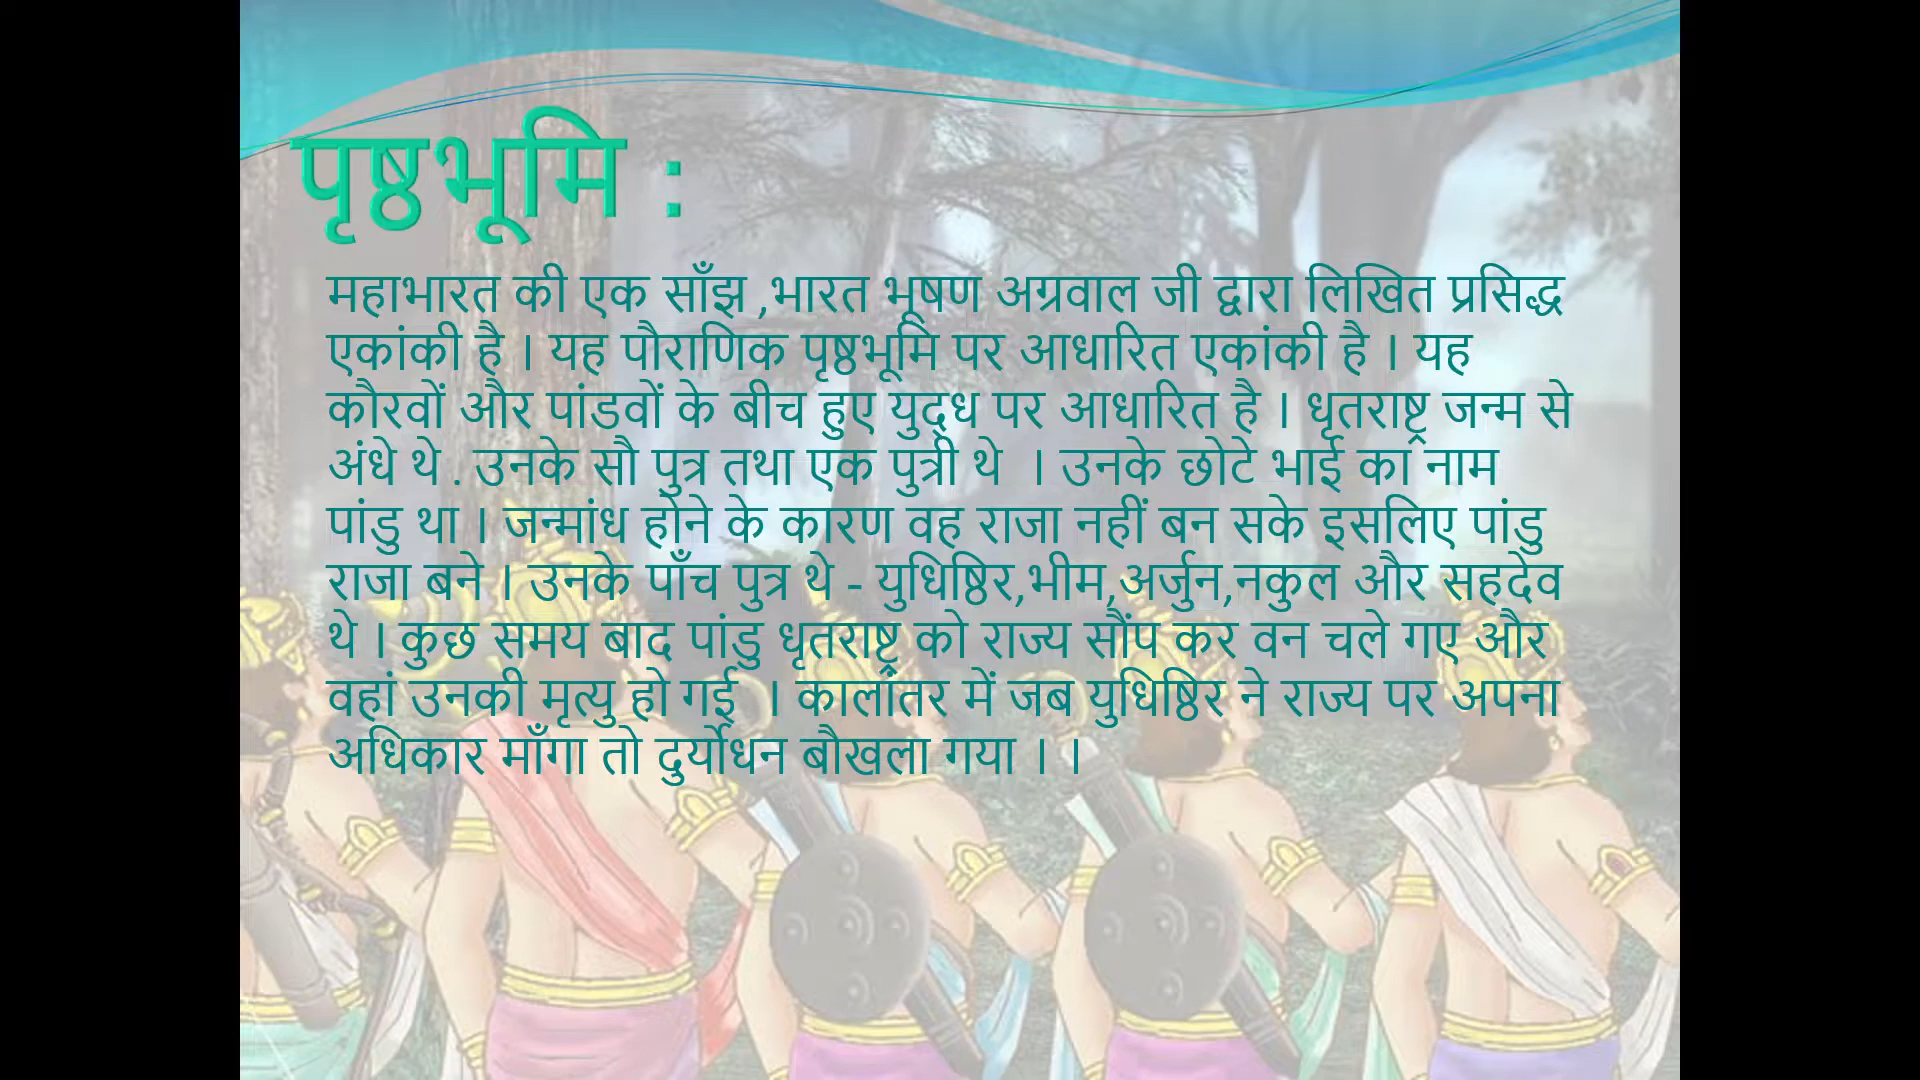 पृष्ठभूमि :
महाभारत की एक साँझ ,भारत भूषण अग्रवाल जी द्वारा लिखित प्रसिद्ध
एकांकी है । यह पौराणिक पृष्ठभूमि पर आधारित एकांकी है । यह
कौरवों और पांडवों के बीच हुए युद्ध पर आधारित है । धृतराष्ट्र जन्म से
अंधे थे . उनके सौ पुत्र तथा एक पुत्री थे । उनके छोटे भाई का नाम
पांडु था । जन्मांध होने के कारण वह राजा नहीं बन सके इसलिए पांडु
राजा बने । उनके पाँच पुत्र थे - युधिष्ठिर,भीम,अर्जुन,नकुल और सहदेव
थे । कुछ समय बाद पांडु धृतराष्ट्र को राज्य सौंप कर वन चले गए और
वहां उनकी मृत्यु हो गई । कालांतर में जब युधिष्ठिर ने राज्य पर अपना
अधिकार माँगा तो दुर्योधन बौखला गया । ।